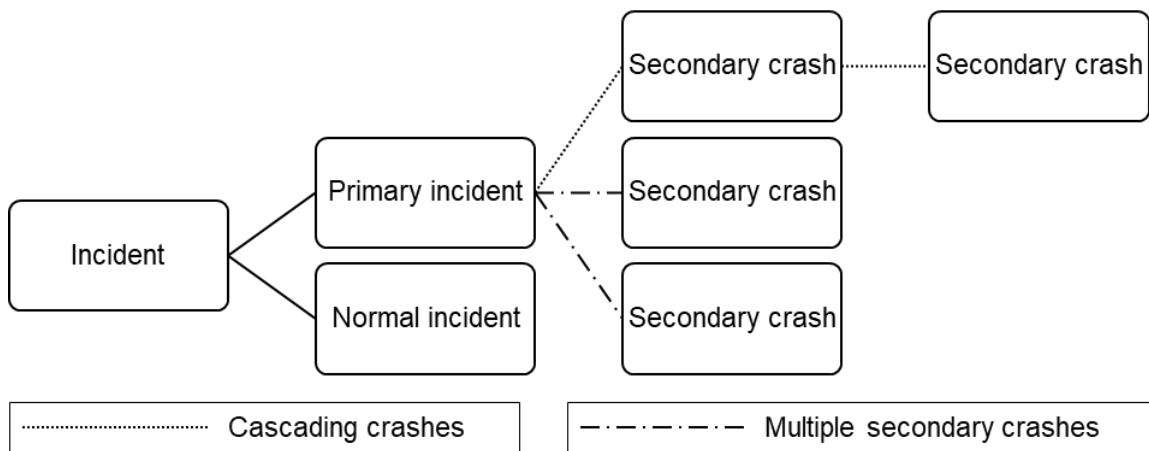 Secondary crash
Secondary crash
Primary incident
Secondary crash
Incident
Normal incident
Secondary crash
Cascading crashes
Multiple secondary crashes